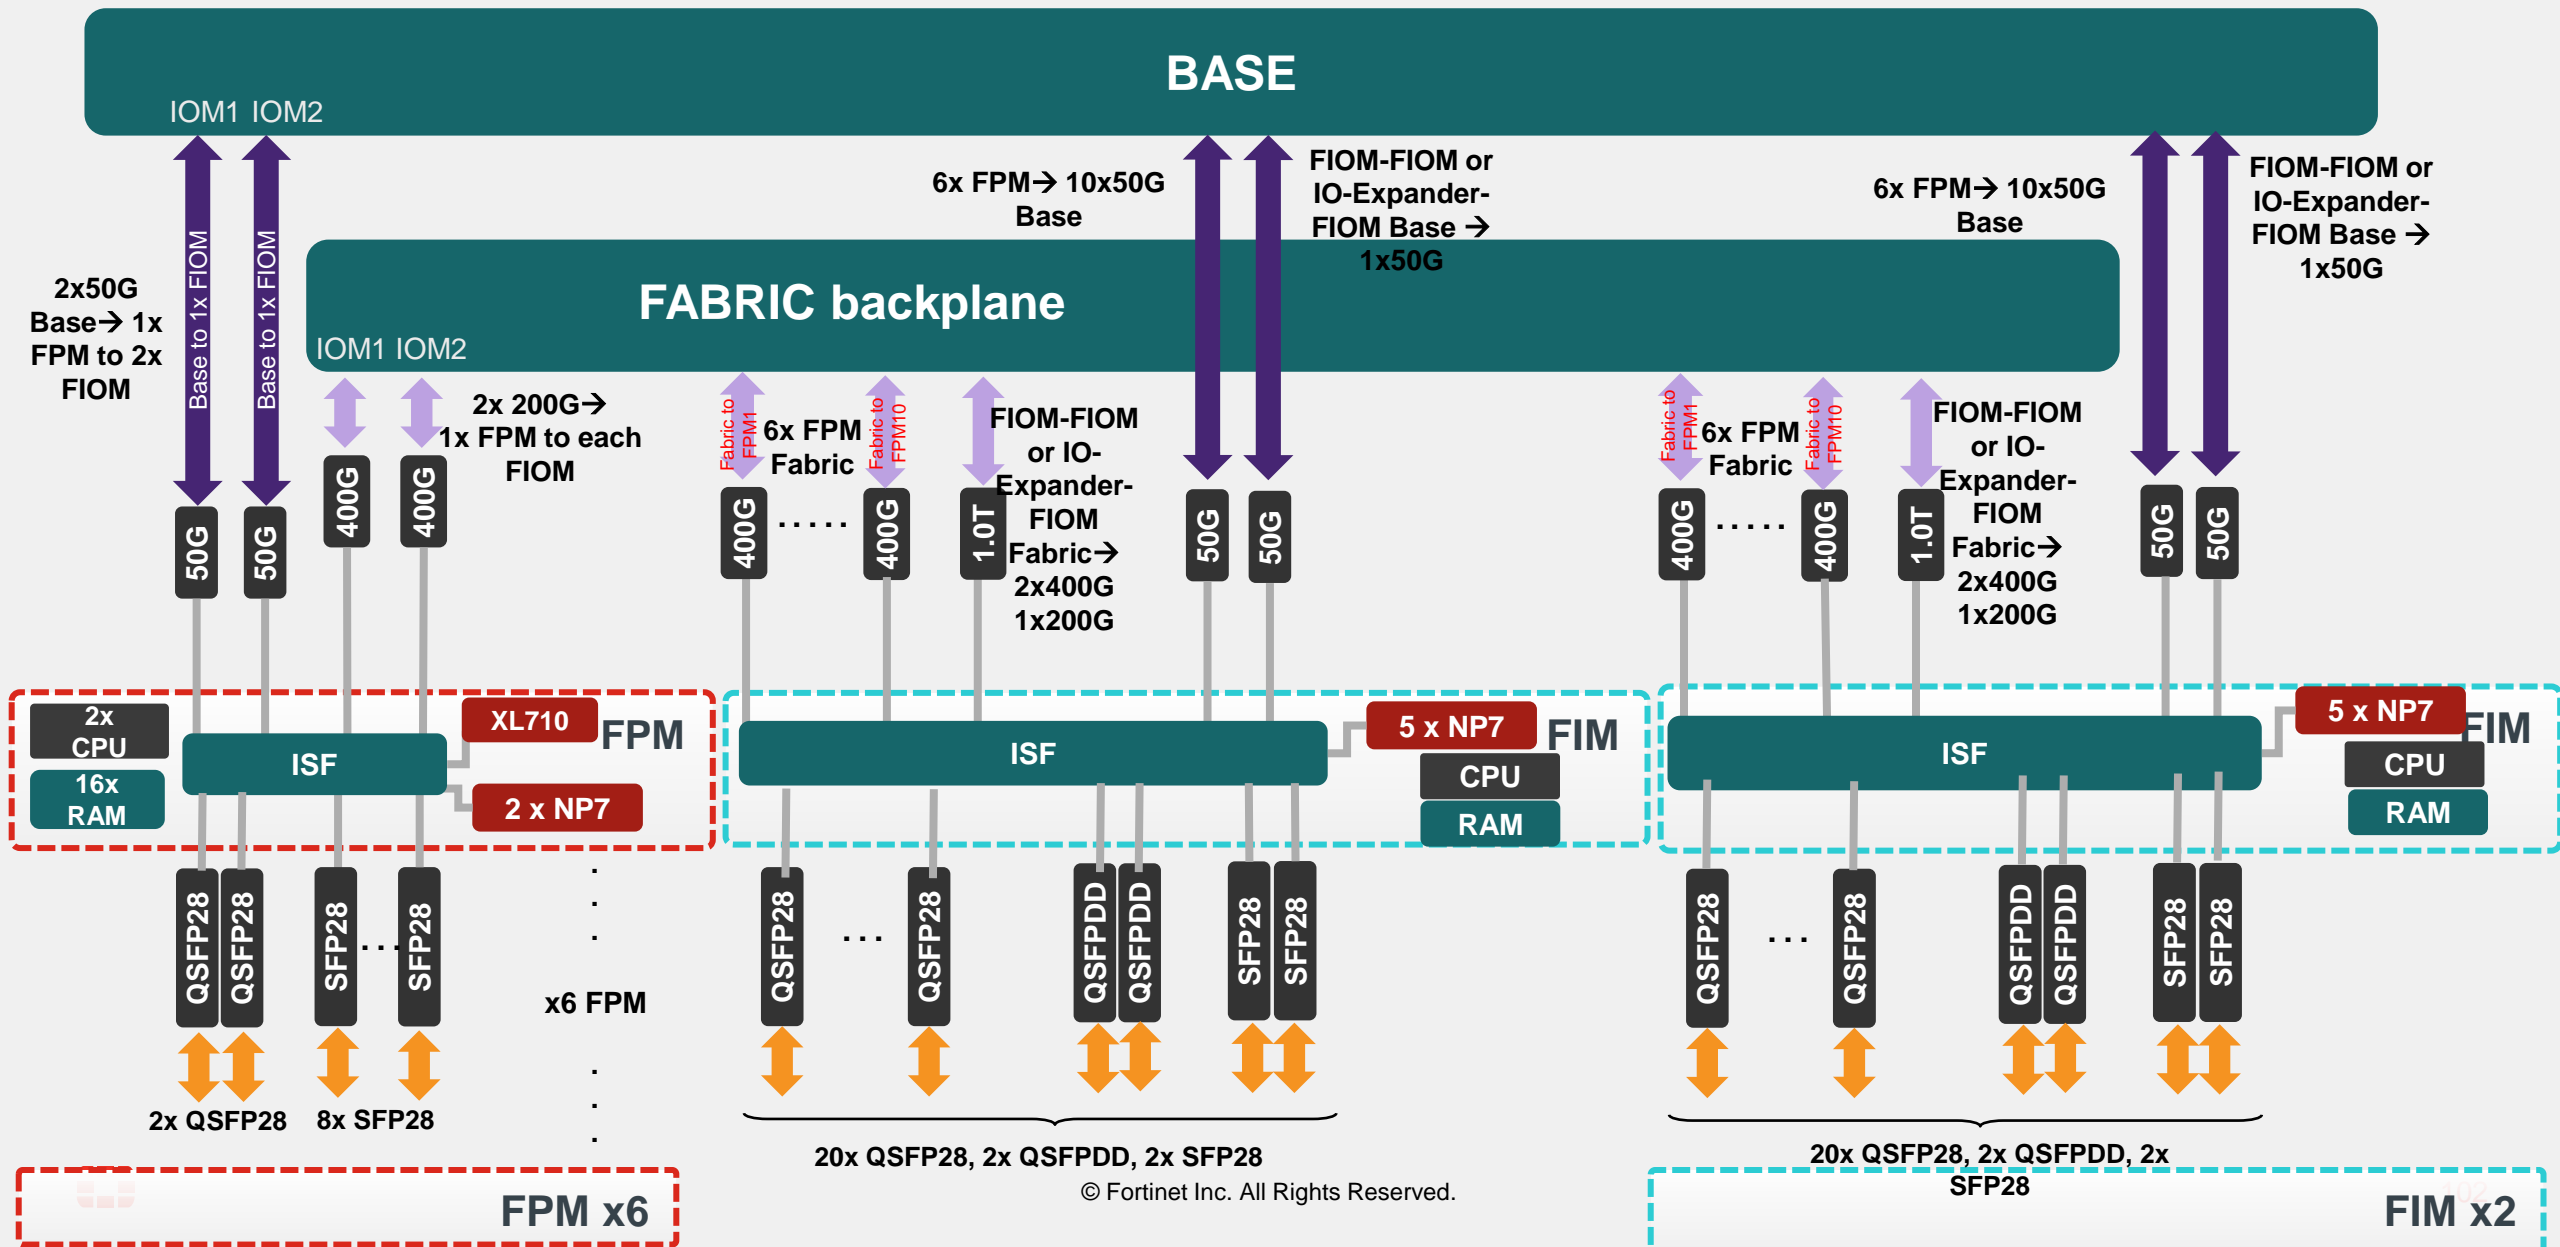 BASE
IOM1 IOM2
6x FPM→ 10x50G
Base
FIOM-FIOM or
IO-Expander-
FIOM Base →
1x50G
6x FPM→ 10x50G
Base
FIOM-FIOM or
IO-Expander-
FIOM Base →
1x50G
2x50G
Base→ 1x
FPM to 2x
FIOM
Base to 1x FIOM
Base to 1x FIOM
FABRIC backplane
IOM1 IOM2
2x 200G→
1x FPM to each
FIOM
Fabric to
FPM1
6x FPM
Fabric
Fabric to
FPM10
FIOM-FIOM
or IO-
Expander-
FIOM
Fabric→
2x400G
1x200G
Fabric to
FPM1
6x FPM
Fabric
Fabric to
FPM10
FIOM-FIOM
or IO-
Expander-
FIOM
Fabric→
2x400G
1x200G
50G
50G
400G
400G
400G
.....
400G
1.0T
50G
50G
400G
.....
400G
1.0T
50G
50G
2x
CPU
16x
RAM
ISF
XL710
2 x NP7
FPM
ISF
5 x NP7
FIM
CPU
RAM
ISF
5 x NP7
FIM
CPU
RAM
QSFP28
QSFP28
SFP28
...
SFP28
.
.
.
x6 FPM
.
.
.
QSFP28
...
QSFP28
QSFPDD
QSFPDD
SFP28
SFP28
QSFP28
...
QSFP28
QSFPDD
QSFPDD
SFP28
SFP28
2x QSFP28
8x SFP28
20x QSFP28, 2x QSFPDD, 2x SFP28
20x QSFP28, 2x QSFPDD, 2x
SFP28
© Fortinet Inc. All Rights Reserved.
102
FPM x6
FIM x2